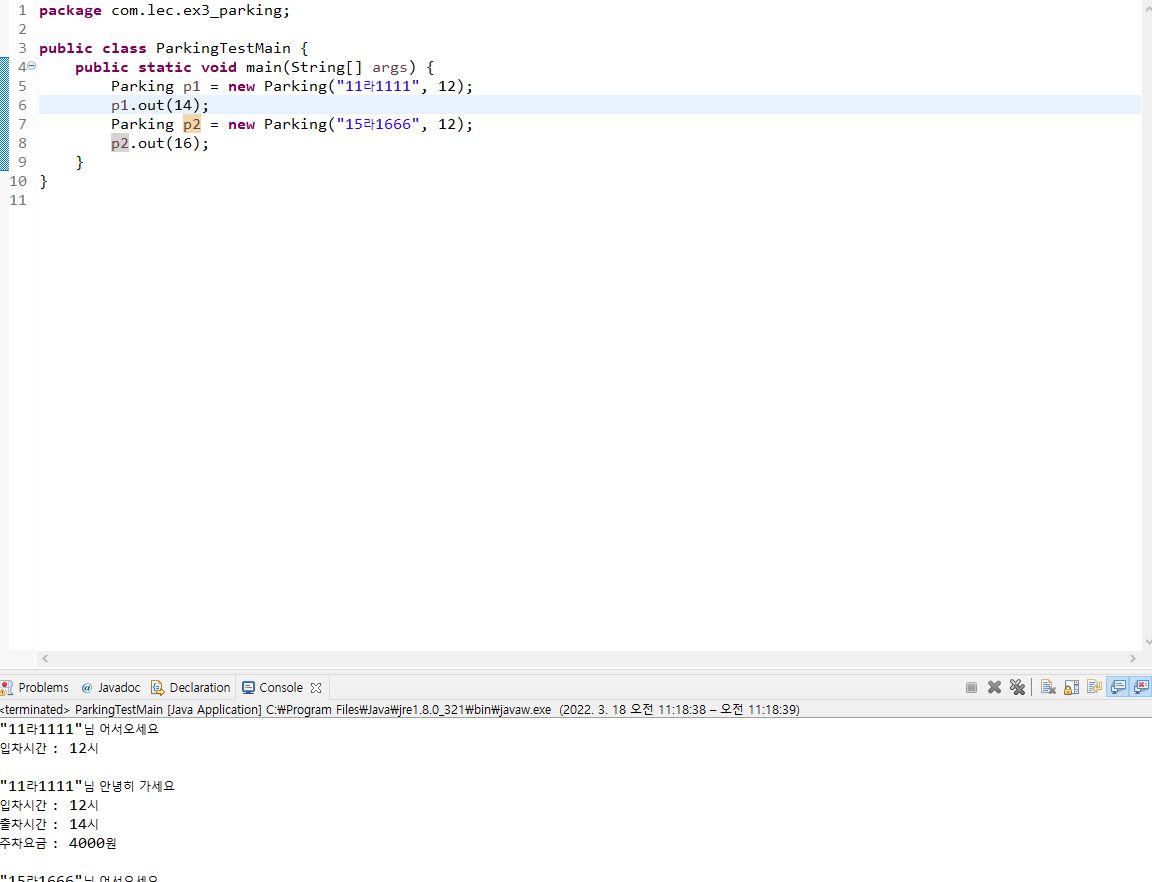 1 package com.lec.ex3_parking;
2
3 public class ParkingTestMain {
4 public static void main(String[] args) {
5 Parking p1 = new Parking("11라1111", 12);
6 p1.out(14);
7 Parking p2 = new Parking("15라1666", 12);
8 p2.out(16);
9 }
10 }
11
Problems @ Javadoc Declaration Console
<terminated> ParkingTestMain [Java Application] C:₩Program Files₩Java₩jre1.8.0_321₩bin₩javaw.exe (2022. 3. 18 오전 11:18:38 – 오전 11:18:39)
"11라1111"님 어서오세요
입차시간 : 12시
"11라1111"님 안녕히 가세요
입차시간 : 12시
출차시간 : 14시
주차요금 : 4000원
"15라1666"님 어서오세요